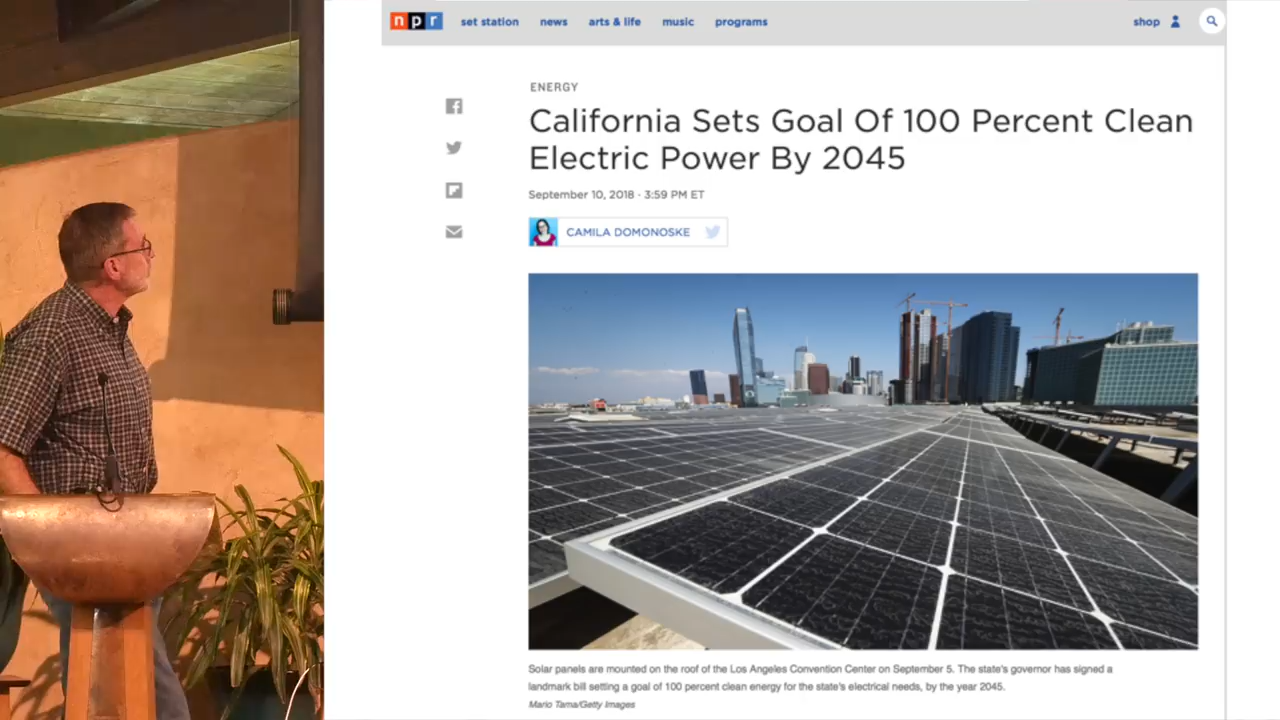 npr
set station news arts & life music programs shop
ENERGY
California Sets Goal Of 100 Percent Clean
Electric Power By 2045
September 10, 2018 · 3:59 PM ET
CAMILA DOMONOSKE
Solar panels are mounted on the roof of the Los Angeles Convention Center on September 5. The state's governor has signed a
landmark bill setting a goal of 100 percent clean energy for the state's electrical needs, by the year 2045.
Mario Tama/Getty Images